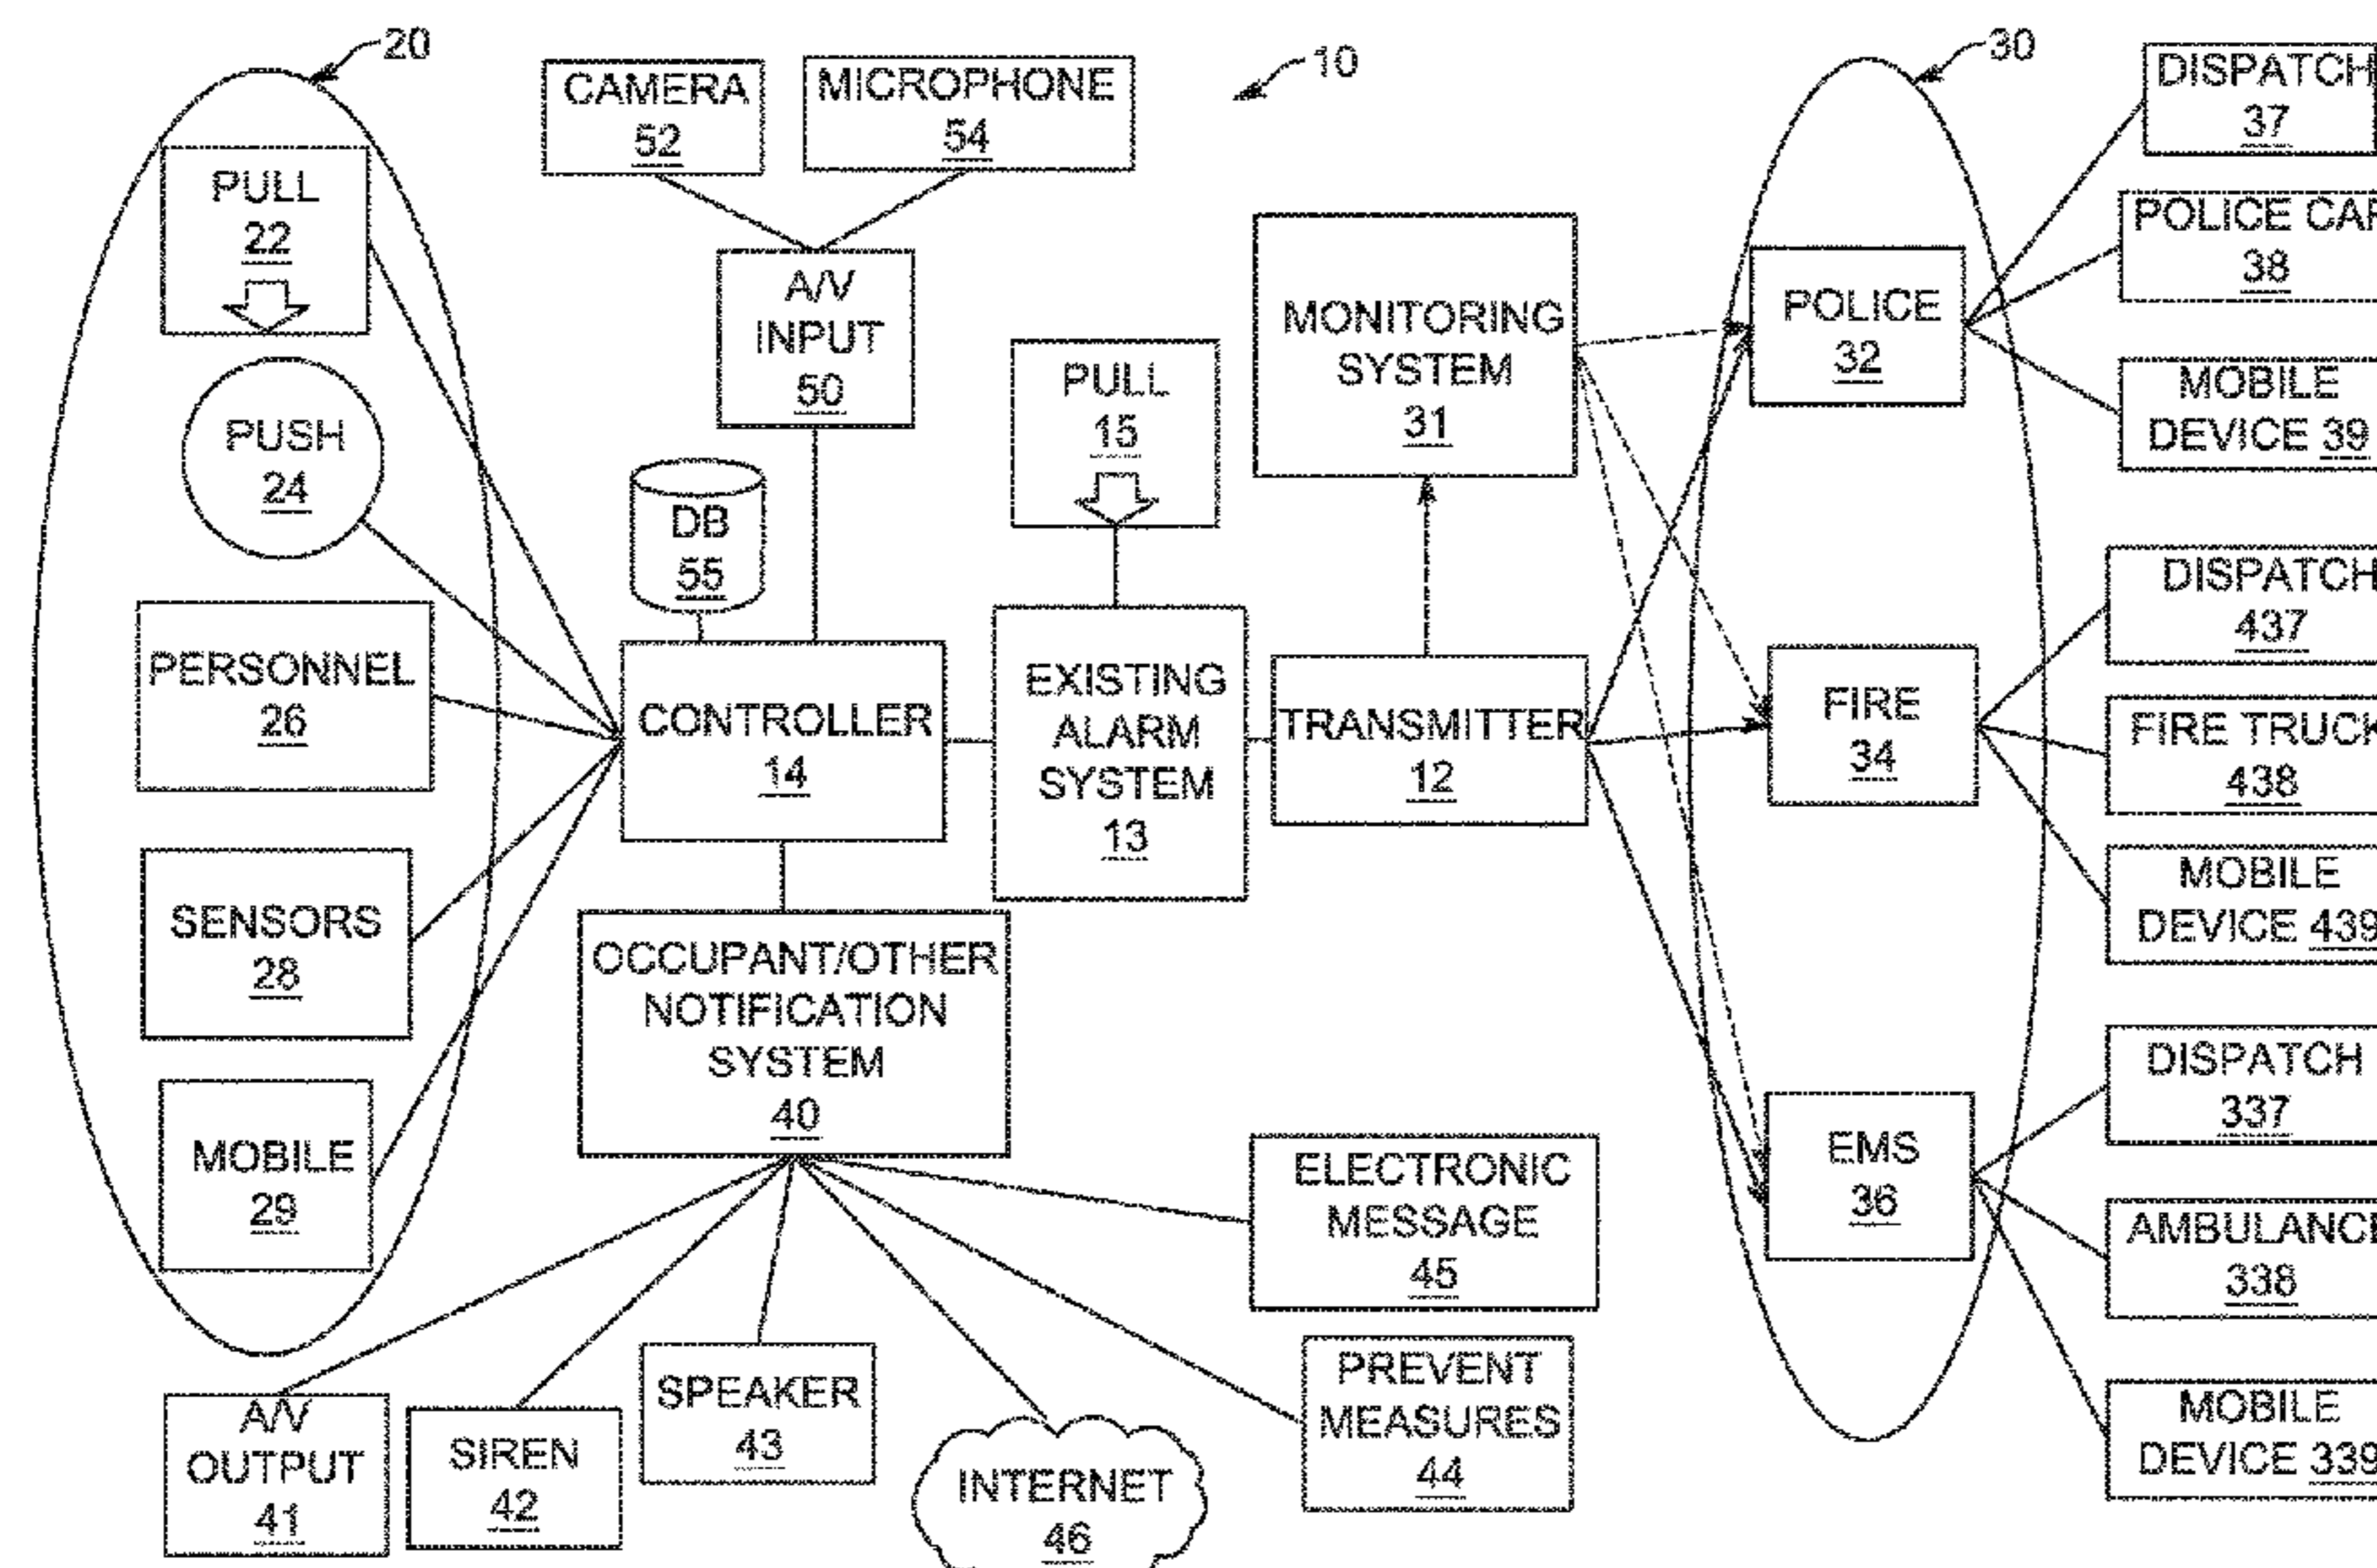 20
CAMERA
52
MICROPHONE
54
10
30
DISPATCH
37
PULL
22
A/V
INPUT
50
POLICE CAR
38
MONITORING
SYSTEM
31
POLICE
32
PULL
15
MOBILE
DEVICE 39
PUSH
24
DB
55
DISPATCH
437
PERSONNEL
26
CONTROLLER
14
EXISTING
ALARM
SYSTEM
13
TRANSMITTER
12
FIRE
34
FIRE TRUCK
438
MOBILE
DEVICE 439
SENSORS
28
OCCUPANT/OTHER
NOTIFICATION
SYSTEM
40
DISPATCH
337
MOBILE
29
ELECTRONIC
MESSAGE
45
EMS
36
AMBULANCE
338
A/V
OUTPUT
41
SIREN
42
SPEAKER
43
INTERNET
46
PREVENT
MEASURES
44
MOBILE
DEVICE 339